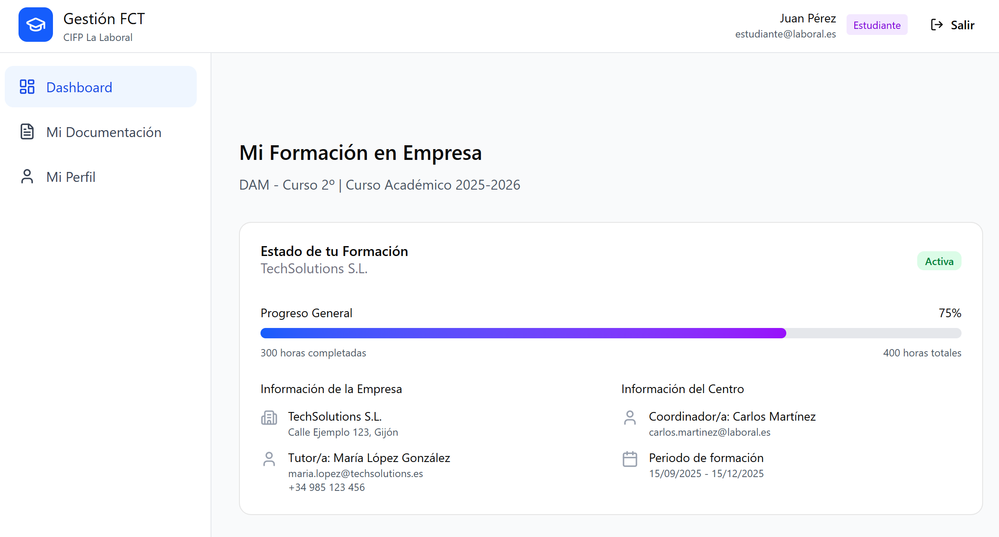 Gestión FCT
CIFP La Laboral
Juan Pérez
estudiante@laboral.es
Estudiante
Salir
Dashboard
Mi Documentación
Mi Perfil
Mi Formación en Empresa
DAM - Curso 2º | Curso Académico 2025-2026
Estado de tu Formación
TechSolutions S.L.
Activa
Progreso General
75%
300 horas completadas
400 horas totales
Información de la Empresa
TechSolutions S.L.
Calle Ejemplo 123, Gijón
Tutor/a: María López González
maria.lopez@techsolutions.es
+34 985 123 456
Información del Centro
Coordinador/a: Carlos Martínez
carlos.martinez@laboral.es
Periodo de formación
15/09/2025 - 15/12/2025